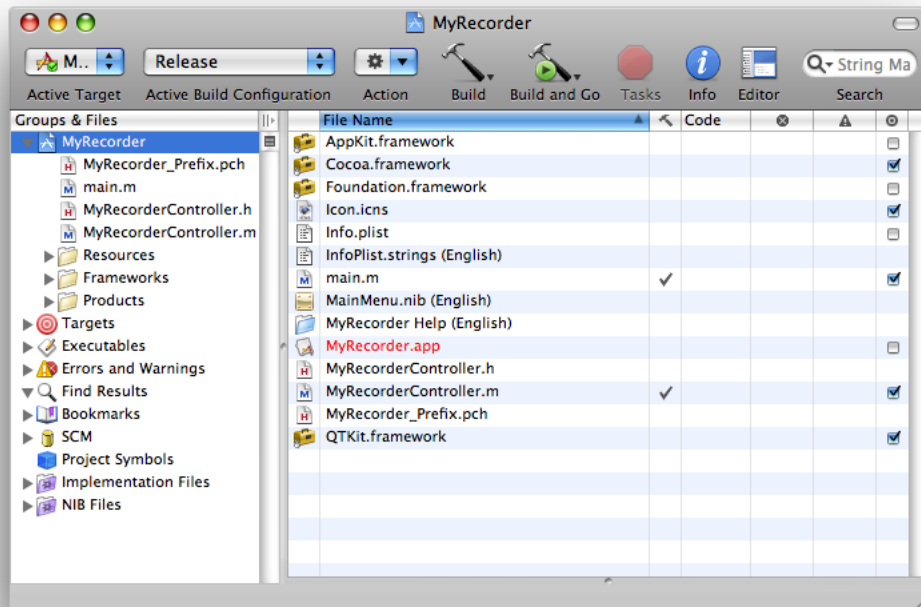 MyRecorder
M.. Release String Ma
Active Target Active Build Configuration Action Build Build and Go Tasks Info Editor Search
Groups & Files File Name Code
MyRecorder
MyRecorder_Prefix.pch
main.m
MyRecorderController.h
MyRecorderController.m
Resources
Frameworks
Products
Targets
Executables
Errors and Warnings
Find Results
Bookmarks
SCM
Project Symbols
Implementation Files
NIB Files
AppKit.framework
Cocoa.framework
Foundation.framework
Icon.icns
Info.plist
InfoPlist.strings (English)
main.m
MainMenu.nib (English)
MyRecorder Help (English)
MyRecorder.app
MyRecorderController.h
MyRecorderController.m
MyRecorder_Prefix.pch
QTKit.framework